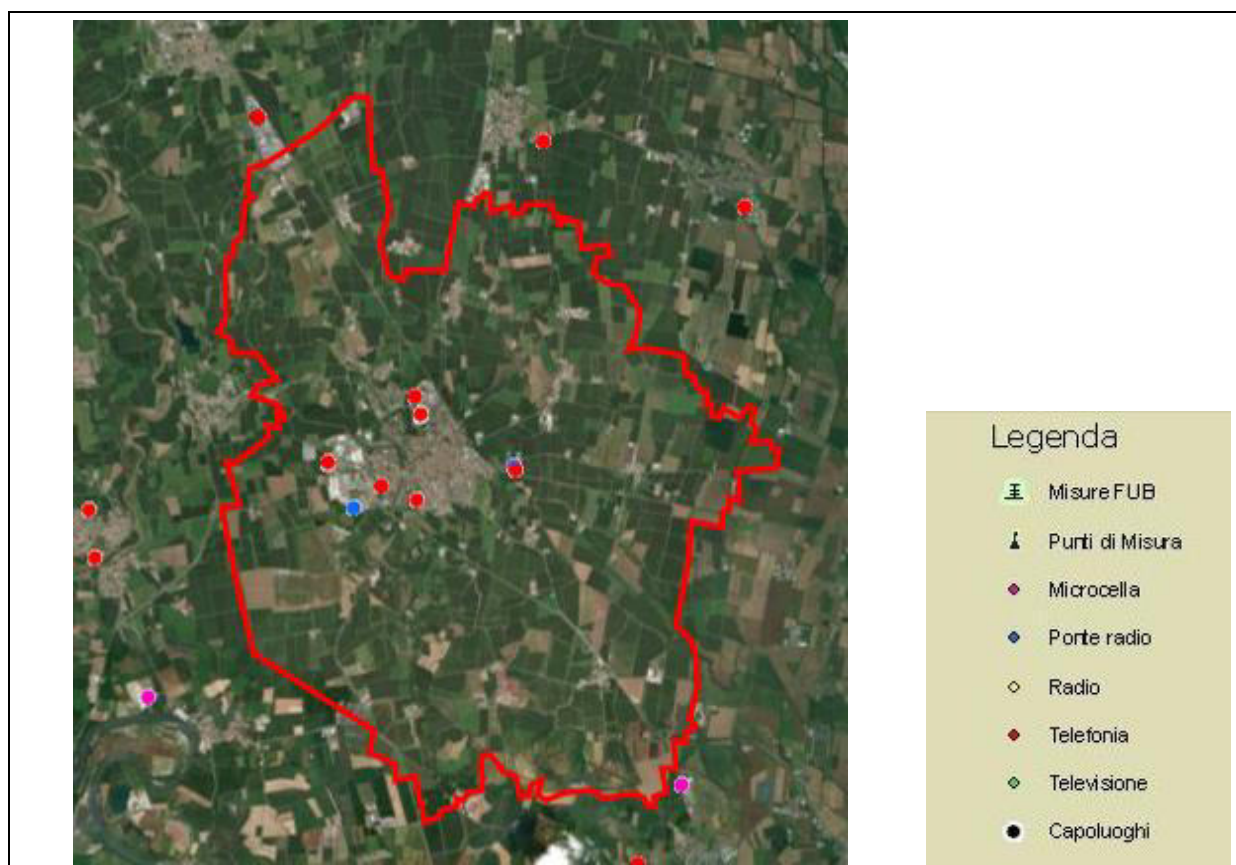 Legenda
Misure FUB
Punti di Misura
Microcella
Ponte radio
Radio
Telefonia
Televisione
Capoluoghi